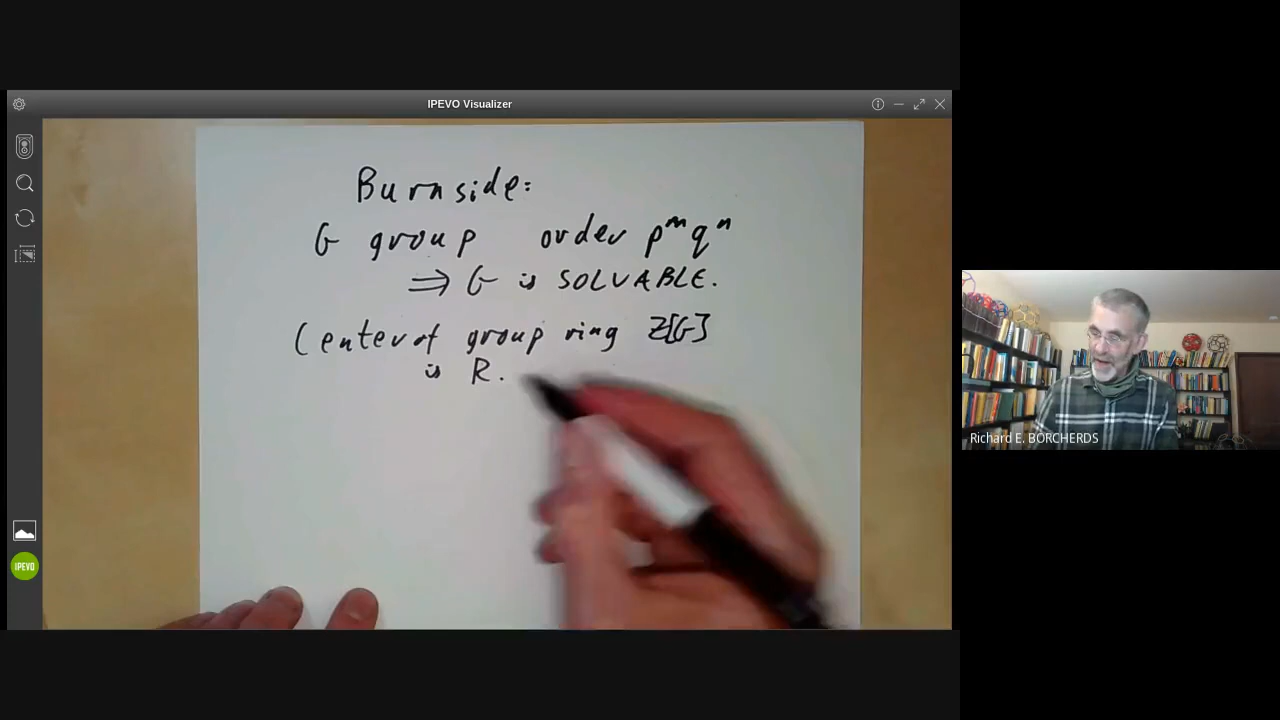 IPEVO Visualizer
Burnside:
G group order p^m q^n
⇒ G is SOLVABLE.
Center of group ring Z[G]
is R.
Richard E. BORCHERDS
IPEVO